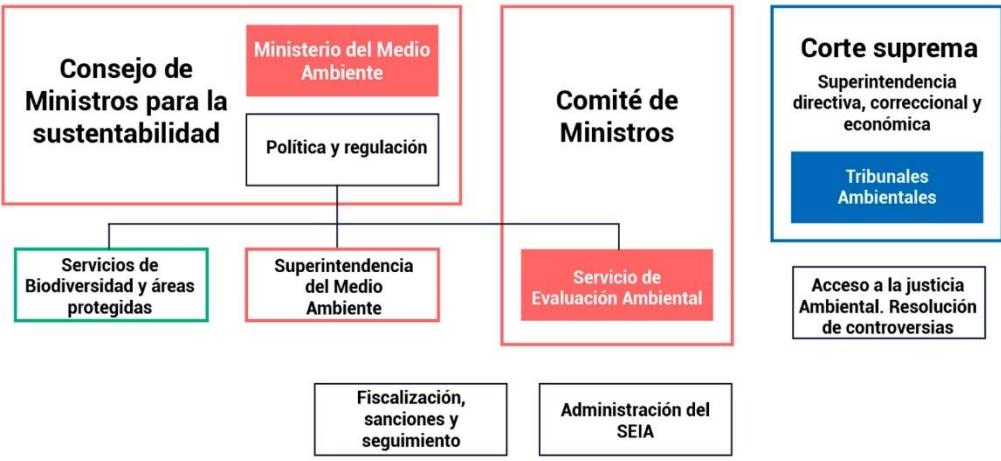 Consejo de
Ministros para la
sustentabilidad
Ministerio del Medio
Ambiente
Política y regulación
Comité de
Ministros
Corte suprema
Superintendencia
directiva, correccional y
económica
Tribunales
Ambientales
Servicios de
Biodiversidad y áreas
protegidas
Superintendencia
del Medio
Ambiente
Servicio de
Evaluación Ambiental
Acceso a la justicia
Ambiental. Resolución
de controversias
Fiscalización,
sanciones y
seguimiento
Administración del
SEIA